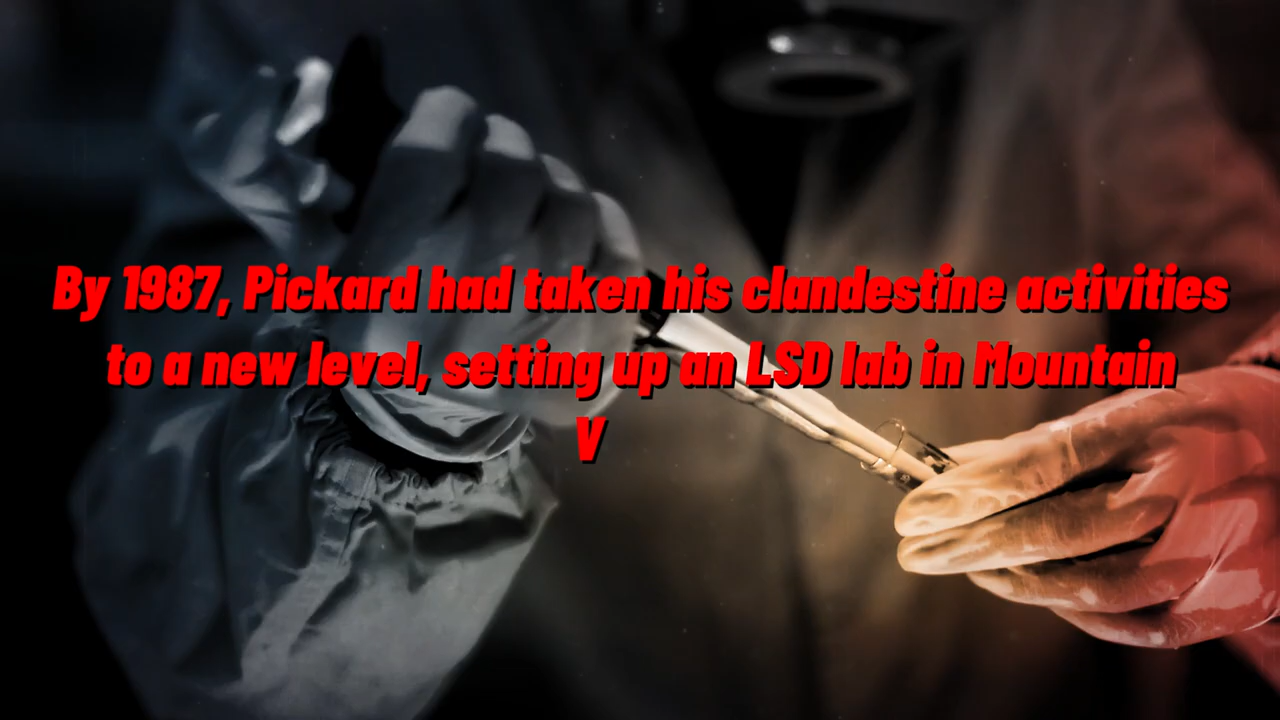 By 1987, Pickard had taken his clandestine activities
to a new level, setting up an LSD lab in Mountain
V